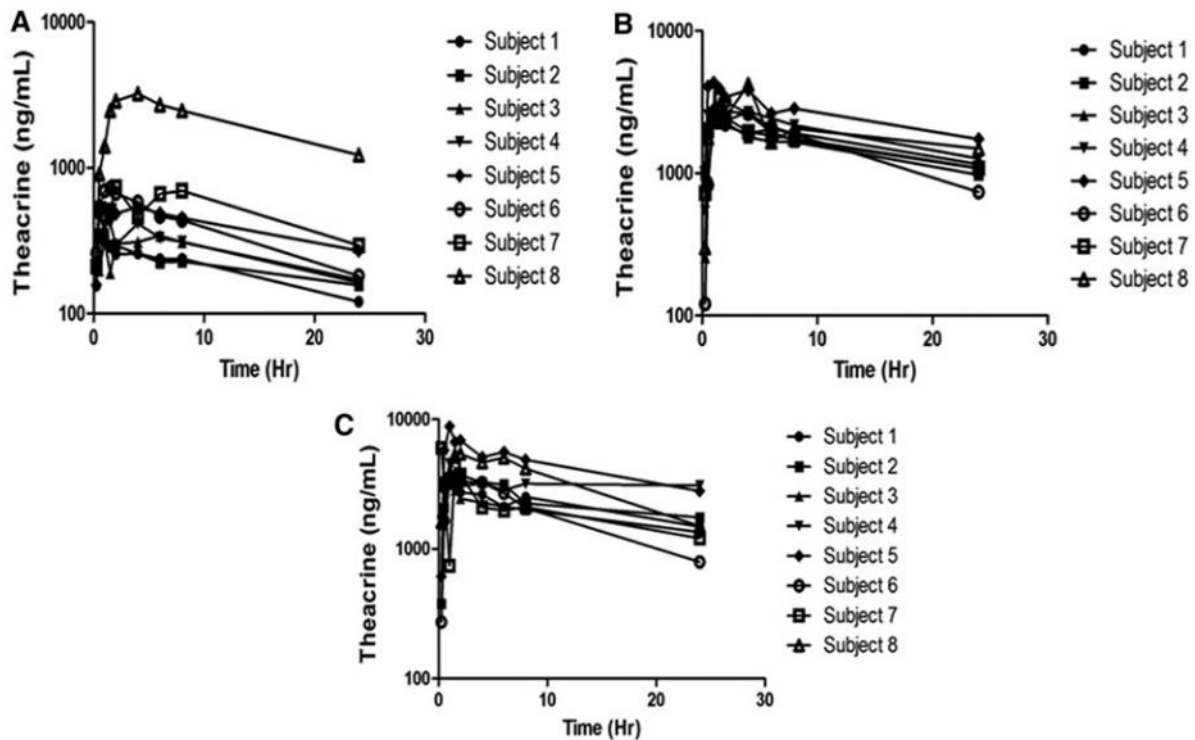 A
Theacrine (ng/mL)
10000
1000
100
0
10
20
30
Time (Hr)
Subject 1
Subject 2
Subject 3
Subject 4
Subject 5
Subject 6
Subject 7
Subject 8
B
Theacrine (ng/mL)
10000
1000
100
0
10
20
30
Time (Hr)
Subject 1
Subject 2
Subject 3
Subject 4
Subject 5
Subject 6
Subject 7
Subject 8
C
Theacrine (ng/mL)
10000
1000
100
0
10
20
30
Time (Hr)
Subject 1
Subject 2
Subject 3
Subject 4
Subject 5
Subject 6
Subject 7
Subject 8